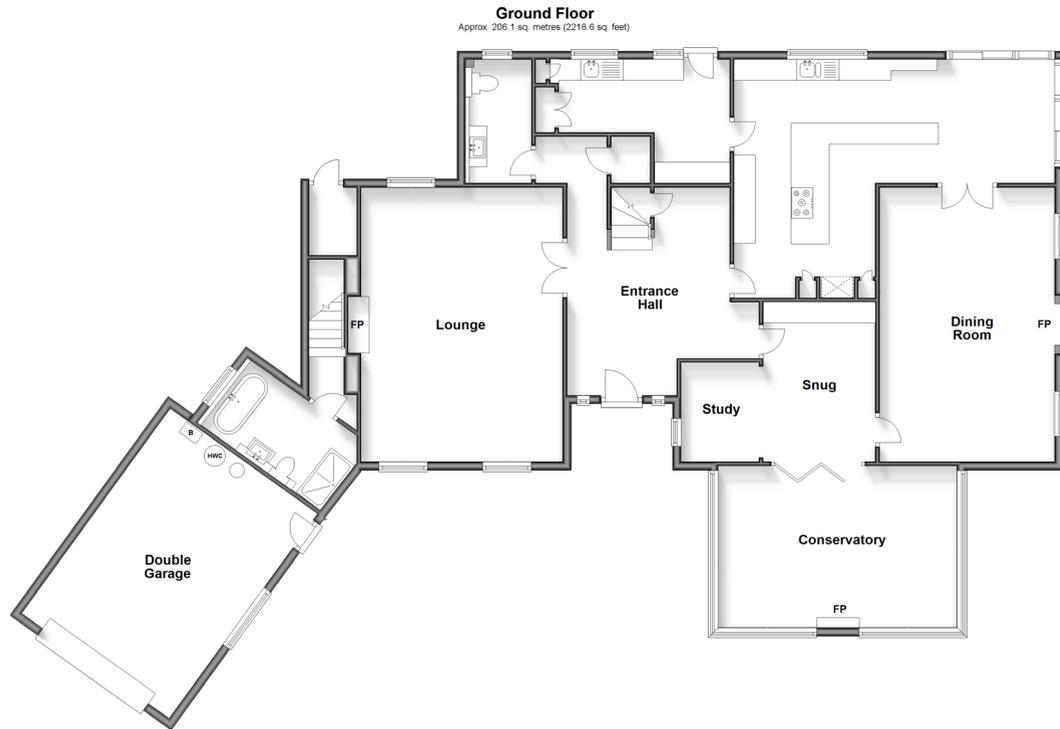 Ground Floor
Approx. 206.1 sq. metres (2218.6 sq. feet)
Entrance
Hall
FP
Lounge
Dining
Room
FP
Snug
Study
B
HWC
Conservatory
Double
Garage
FP